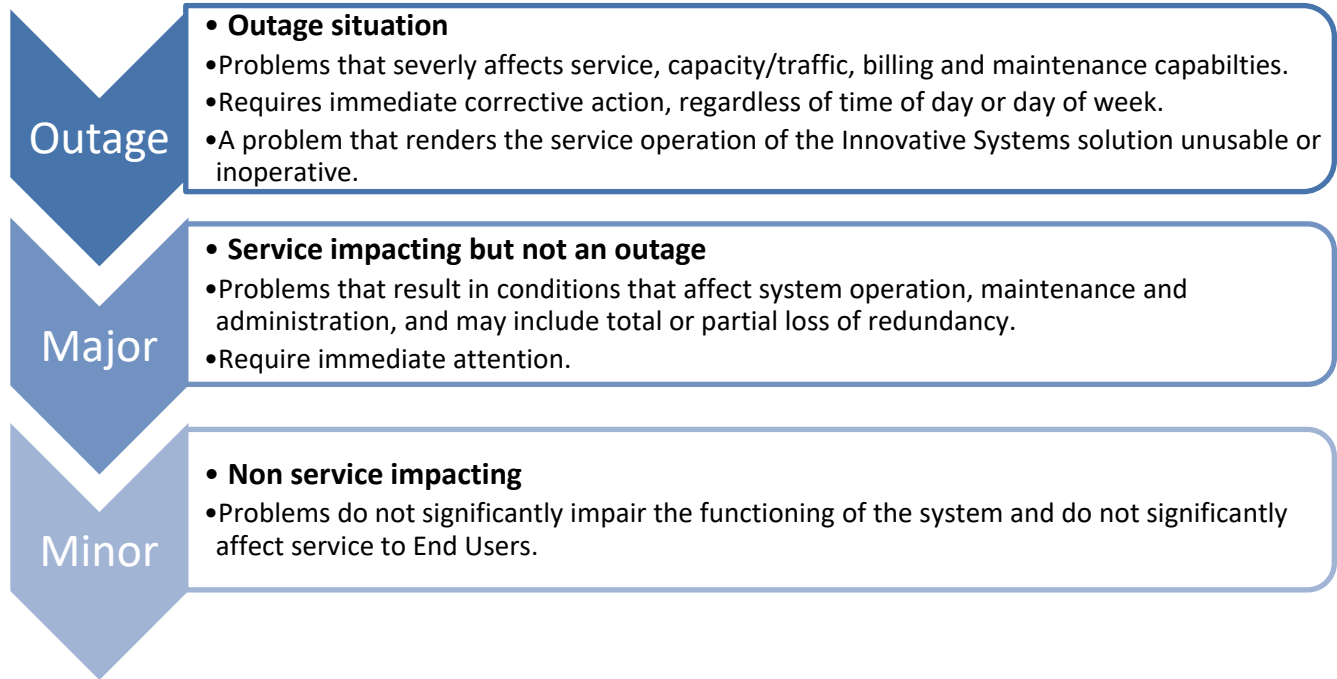 Outage
• Outage situation
•Problems that severly affects service, capacity/traffic, billing and maintenance capabilties.
•Requires immediate corrective action, regardless of time of day or day of week.
•A problem that renders the service operation of the Innovative Systems solution unusable or
inoperative.
Major
• Service impacting but not an outage
•Problems that result in conditions that affect system operation, maintenance and
administration, and may include total or partial loss of redundancy.
•Require immediate attention.
Minor
• Non service impacting
•Problems do not significantly impair the functioning of the system and do not significantly
affect service to End Users.